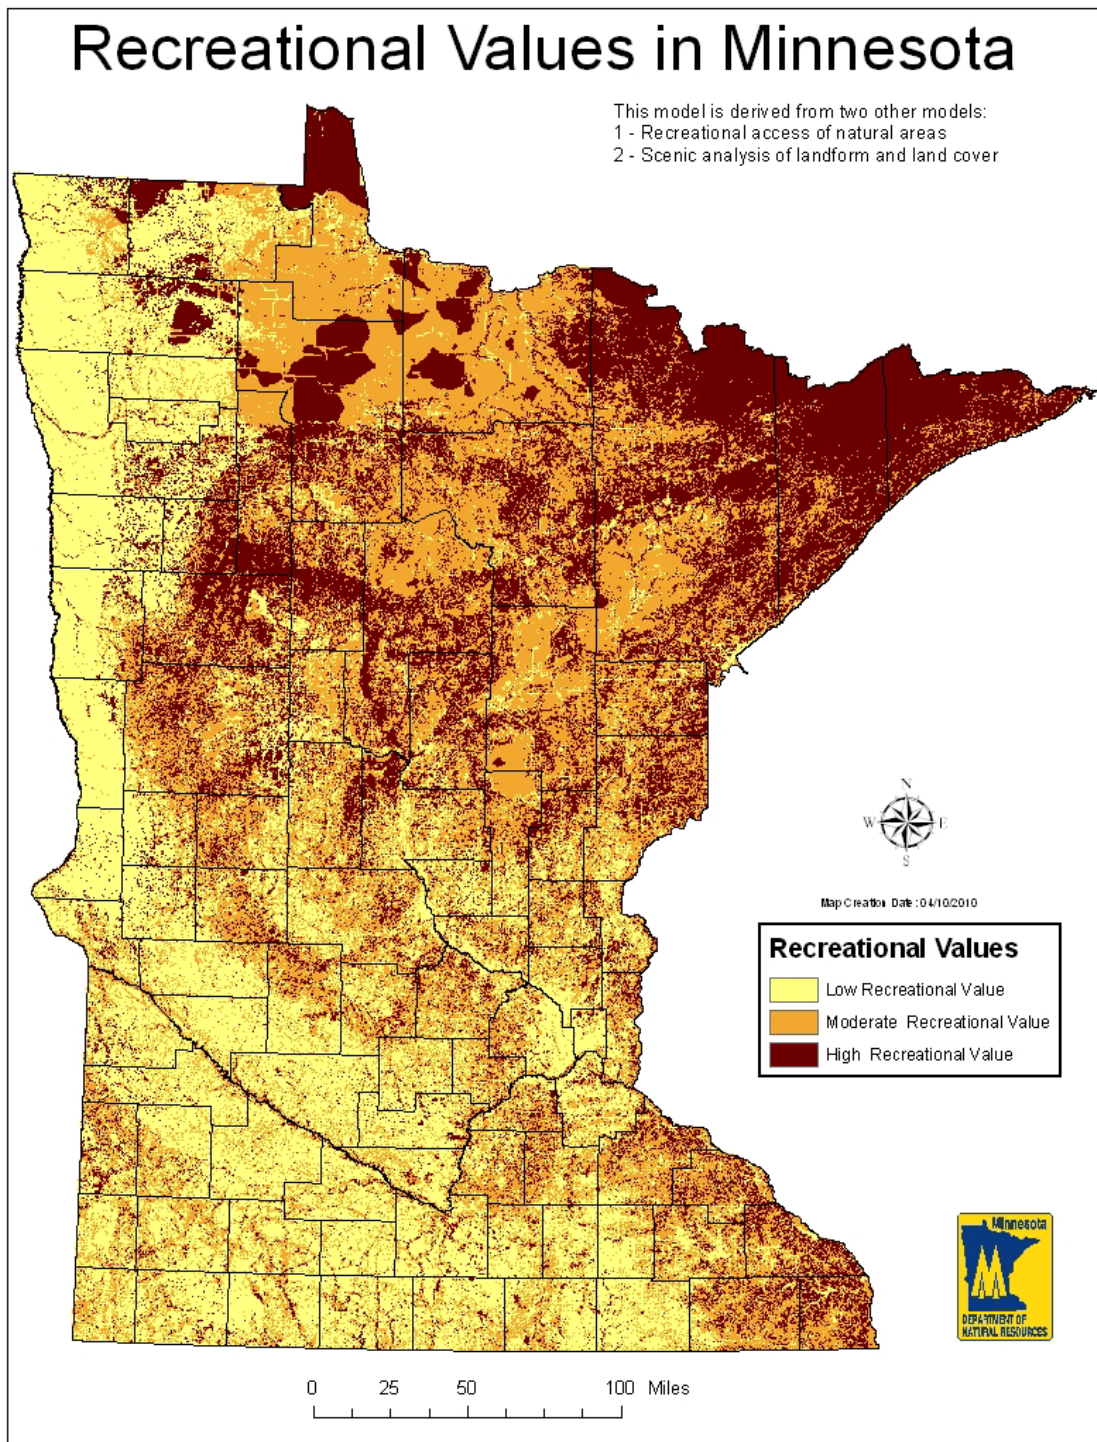 Recreational Values in Minnesota
This model is derived from two other models:
1 - Recreational access of natural areas
2 - Scenic analysis of landform and land cover
N
W E
S
Map Creation Date : 04/10/2010
Recreational Values
Low Recreational Value
Moderate Recreational Value
High Recreational Value
Minnesota
DEPARTMENT OF
NATURAL RESOURCES
0 25 50 100 Miles